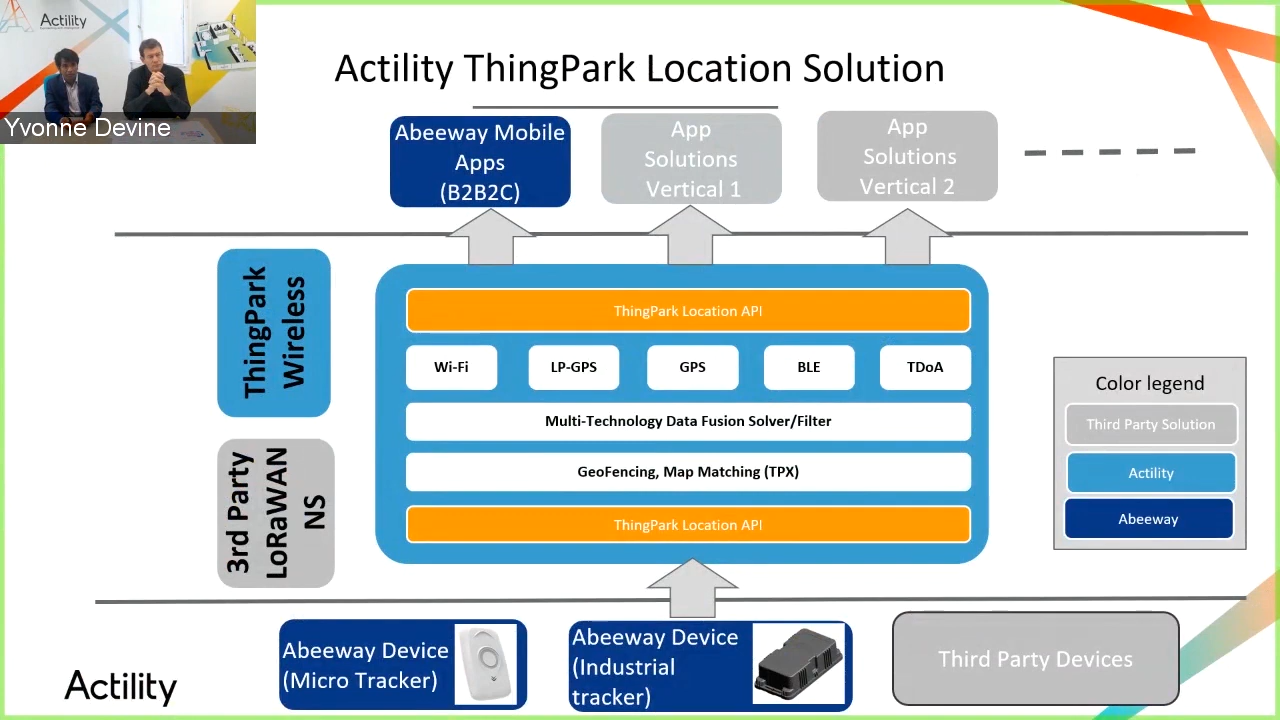 Actility
Yvonne Devine
Actility ThingPark Location Solution
Abeeway Mobile
Apps
(B2B2C)
App
Solutions
Vertical 1
App
Solutions
Vertical 2
ThingPark
Wireless
3rd Party
LoRaWAN
NS
ThingPark Location API
Wi-Fi
LP-GPS
GPS
BLE
TDoA
Multi-Technology Data Fusion Solver/Filter
GeoFencing, Map Matching (TPX)
ThingPark Location API
Color legend
Third Party Solution
Actility
Abeeway
Abeeway Device
(Micro Tracker)
Abeeway Device
(Industrial
tracker)
Third Party Devices
Actility